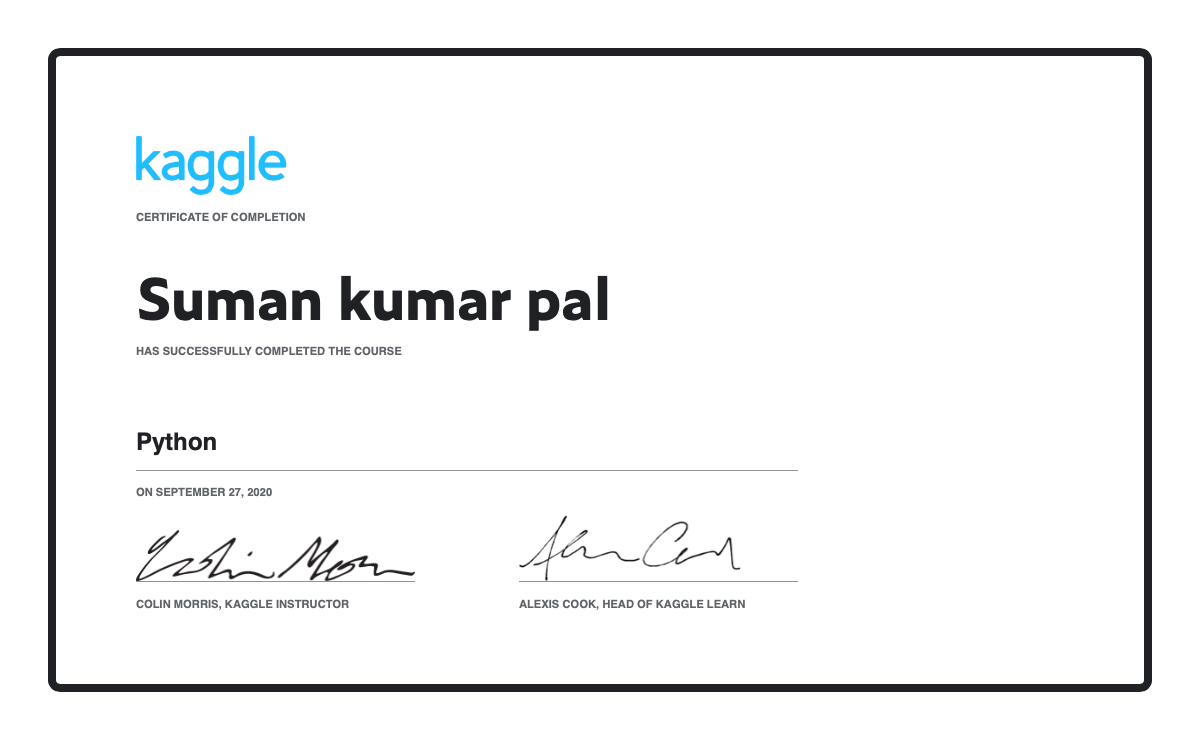 kaggle
CERTIFICATE OF COMPLETION
Suman kumar pal
HAS SUCCESSFULLY COMPLETED THE COURSE
Python
ON SEPTEMBER 27, 2020
Colin Morris
Alexis Cook
COLIN MORRIS, KAGGLE INSTRUCTOR
ALEXIS COOK, HEAD OF KAGGLE LEARN